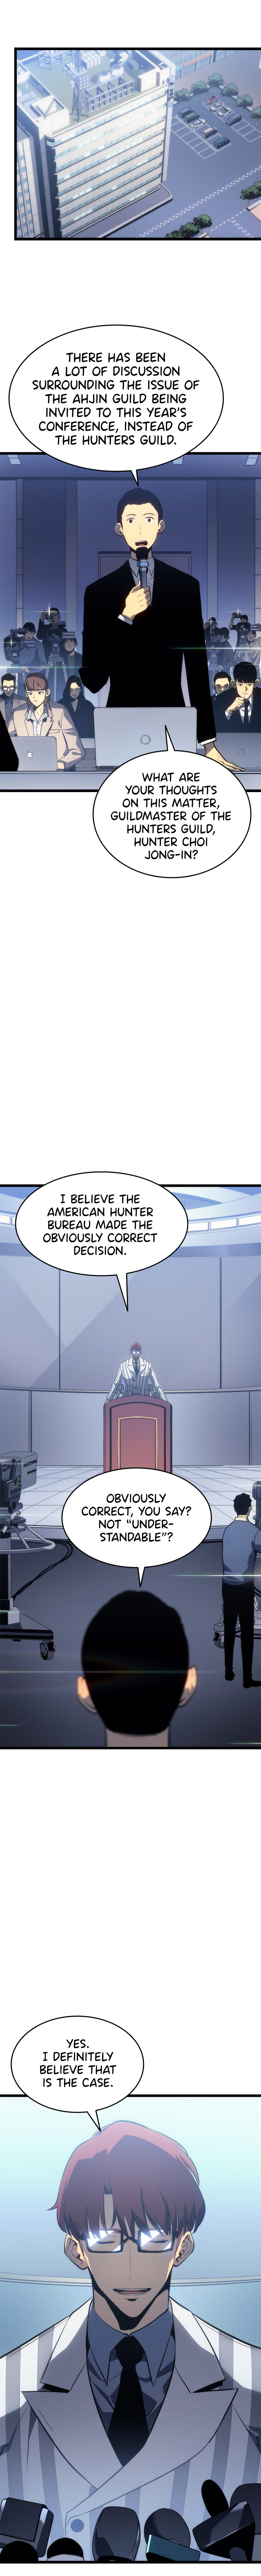 THERE HAS BEEN
A LOT OF DISCUSSION
SURROUNDING THE ISSUE OF
THE AHJIN GUILD BEING
INVITED TO THIS YEAR'S
CONFERENCE, INSTEAD OF
THE HUNTERS GUILD.
WHAT ARE
YOUR THOUGHTS
ON THIS MATTER,
GUILDMASTER OF THE
HUNTERS GUILD,
HUNTER CHOI
JONG-IN?
I BELIEVE THE
AMERICAN HUNTER
BUREAU MADE THE
OBVIOUSLY CORRECT
DECISION.
OBVIOUSLY
CORRECT, YOU SAY?
NOT "UNDER-
STANDABLE"?
YES.
I DEFINITELY
BELIEVE THAT
IS THE CASE.